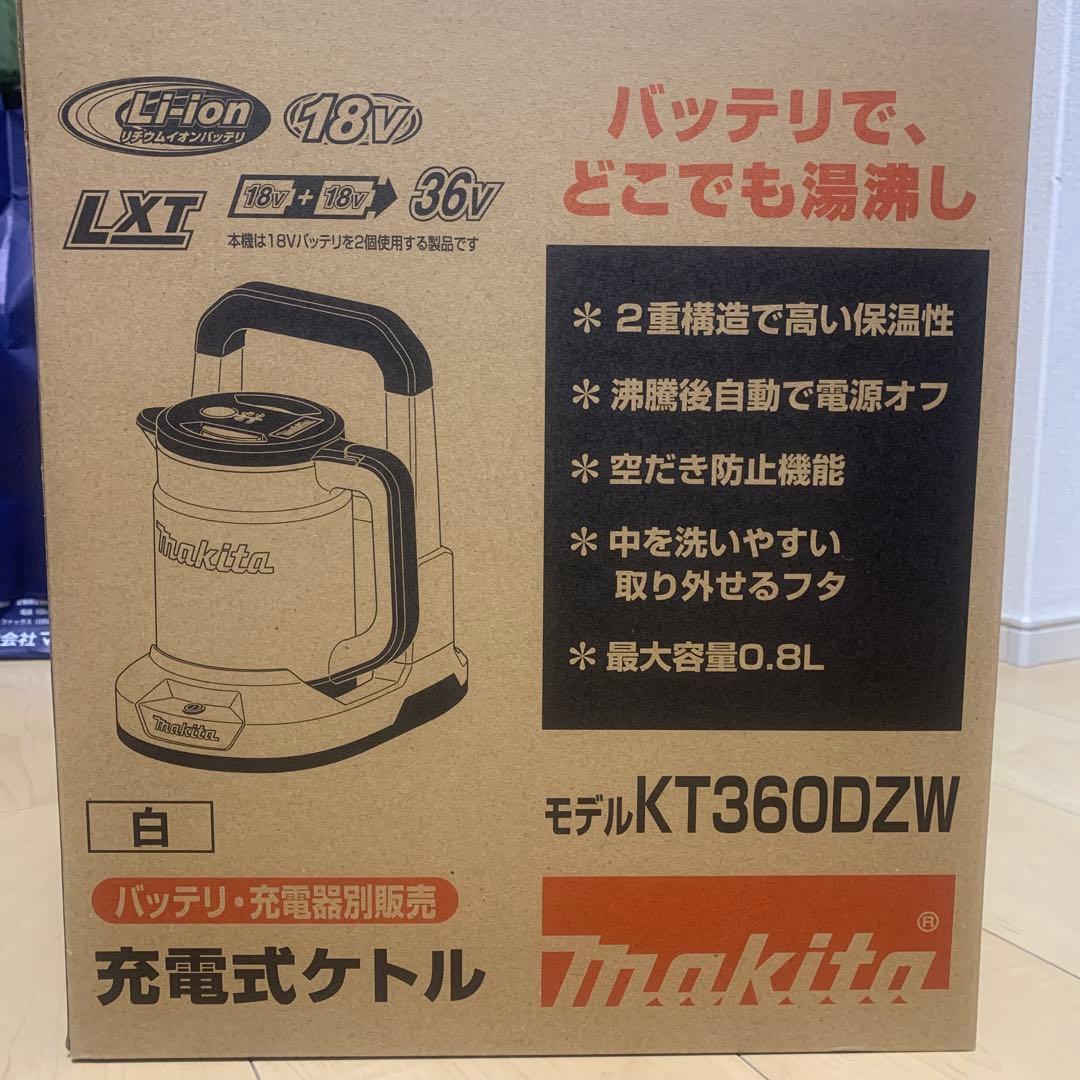 Li-ion
リチウムイオンバッテリ
18V
LXT
18V + 18V 36V
本機は18Vバッテリを2個使用する製品です
バッテリで、
どこでも湯沸し
＊ 2重構造で高い保温性
＊ 沸騰後自動で電源オフ
＊ 空だき防止機能
＊ 中を洗いやすい
取り外せるフタ
＊ 最大容量0.8L
makita
makita
白
モデルKT360DZW
バッテリ・充電器別販売
充電式ケトル
makita®